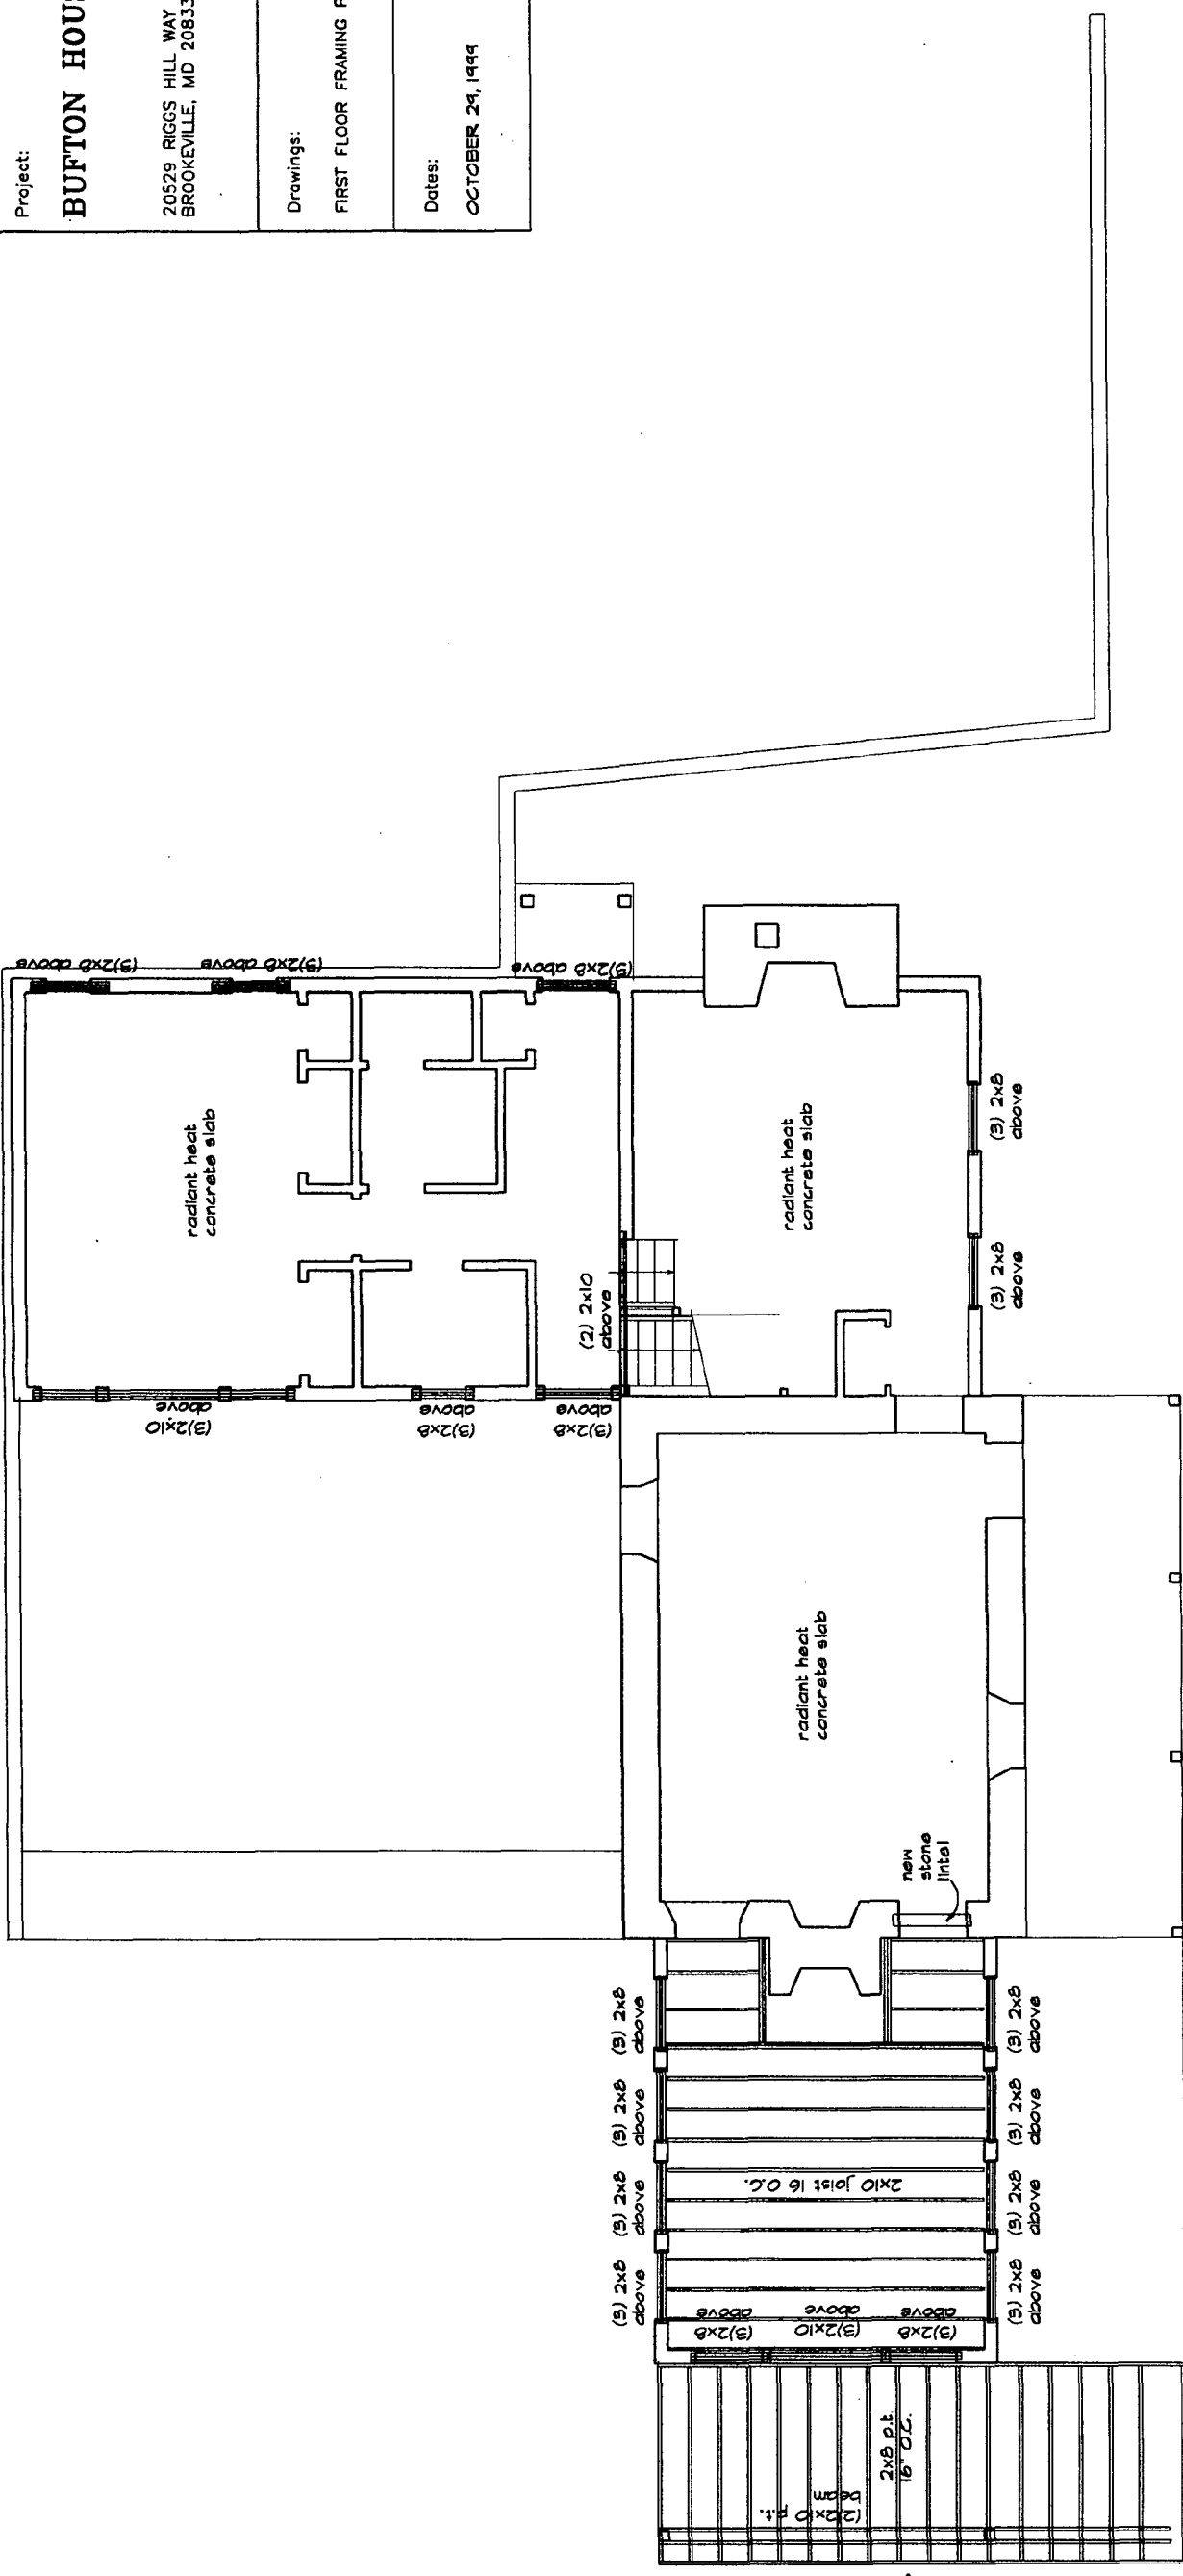 Project:
BUFTON HOUS
20529 RIGGS HILL WAY
BROOKEVILLE, MD 20833
Drawings:
FIRST FLOOR FRAMING P
Dates:
OCTOBER 29, 1999
(3)2x8 above
(3)2x8 above
(3)2x8 above
radiant heat
concrete slab
(3)2x10
above
(3)2x8
above
(3)2x8
above
(2) 2x10
above
radiant heat
concrete slab
(3) 2x8
above
(3) 2x8
above
radiant heat
concrete slab
new
stone
lintel
(3) 2x8
above
(3) 2x8
above
(3) 2x8
above
(3) 2x8
above
(3) 2x8
above
(3) 2x8
above
(3) 2x8
above
(3) 2x8
above
2x10 joist 16 O.C.
(3)2x8
above
(3)2x10
above
(3)2x8
above
2x8 p.t.
16" O.C.
(2)2x10 p.t.
beam